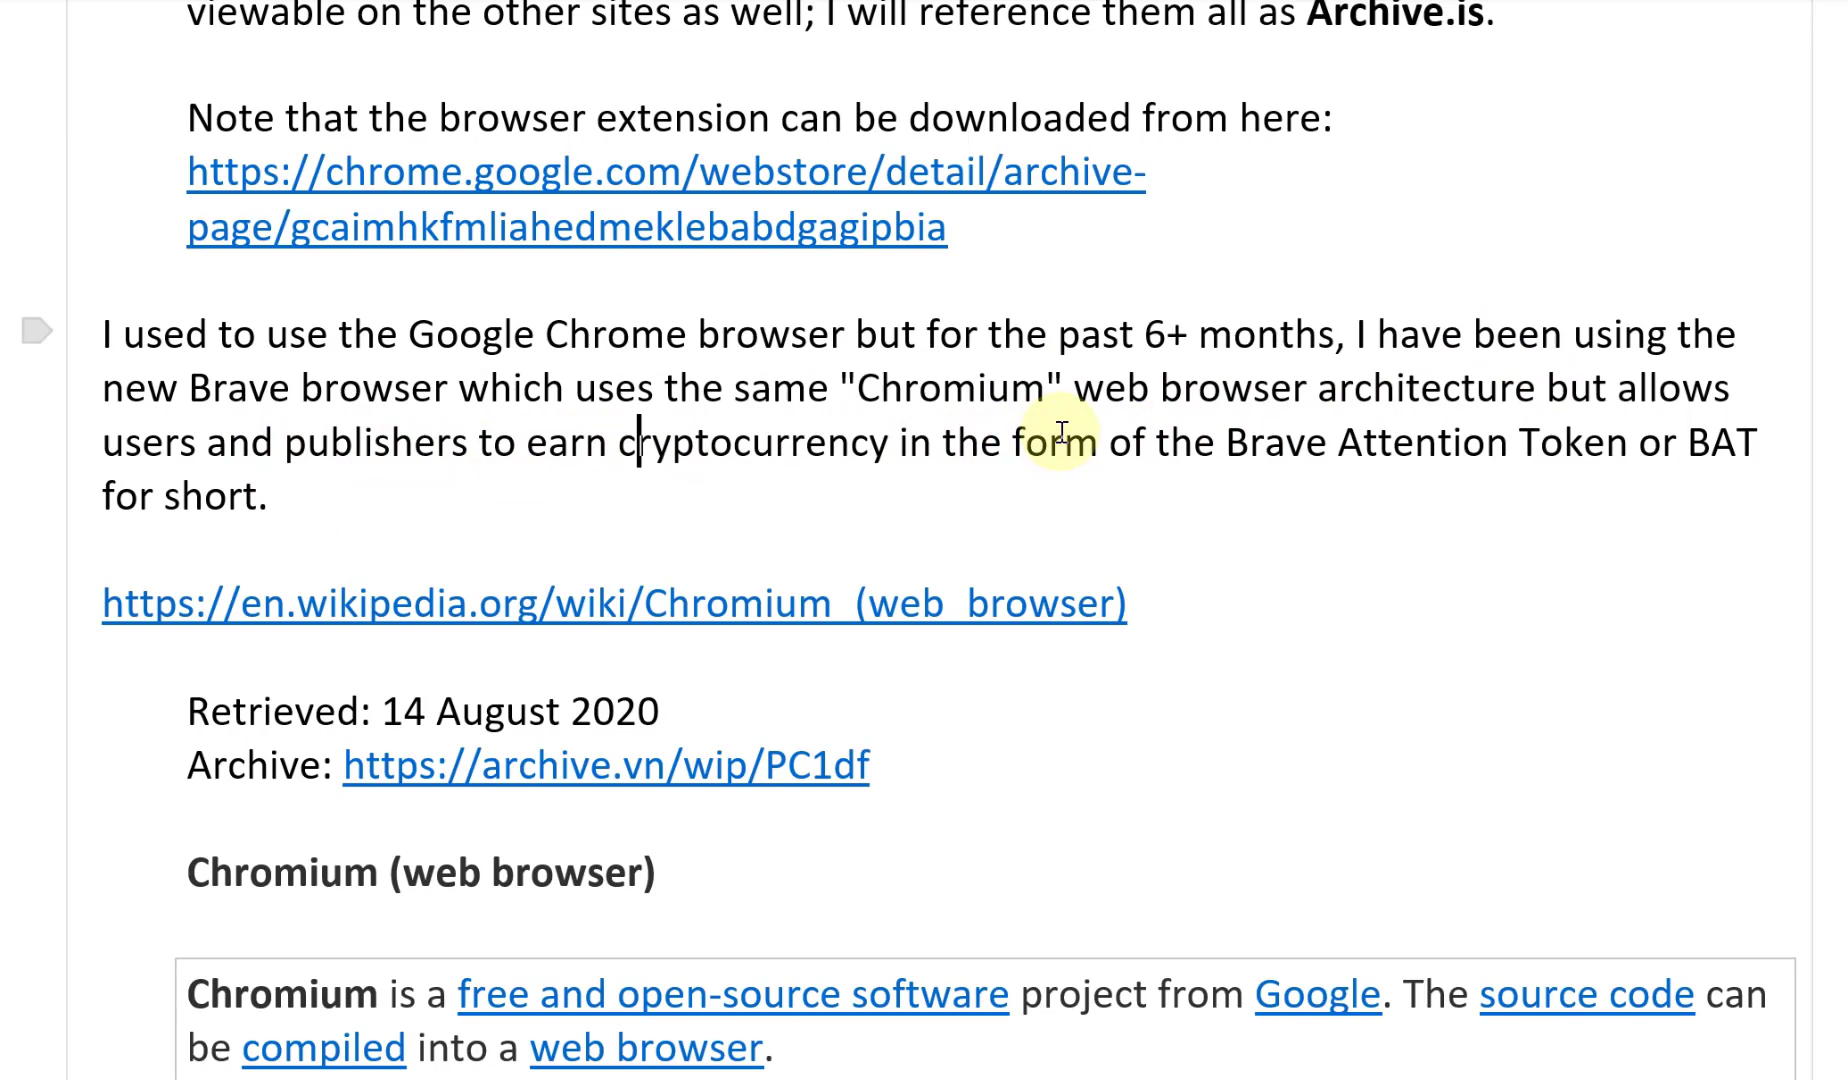 viewable on the other sites as well; I will reference them all as Archive.is.
Note that the browser extension can be downloaded from here:
https://chrome.google.com/webstore/detail/archive-
page/gcaimhkfmliahedmeklebabdgagipbia
I used to use the Google Chrome browser but for the past 6+ months, I have been using the
new Brave browser which uses the same "Chromium" web browser architecture but allows
users and publishers to earn cryptocurrency in the form of the Brave Attention Token or BAT
for short.
https://en.wikipedia.org/wiki/Chromium_(web_browser)
Retrieved: 14 August 2020
Archive: https://archive.vn/wip/PC1df
Chromium (web browser)
Chromium is a free and open-source software project from Google. The source code can
be compiled into a web browser.